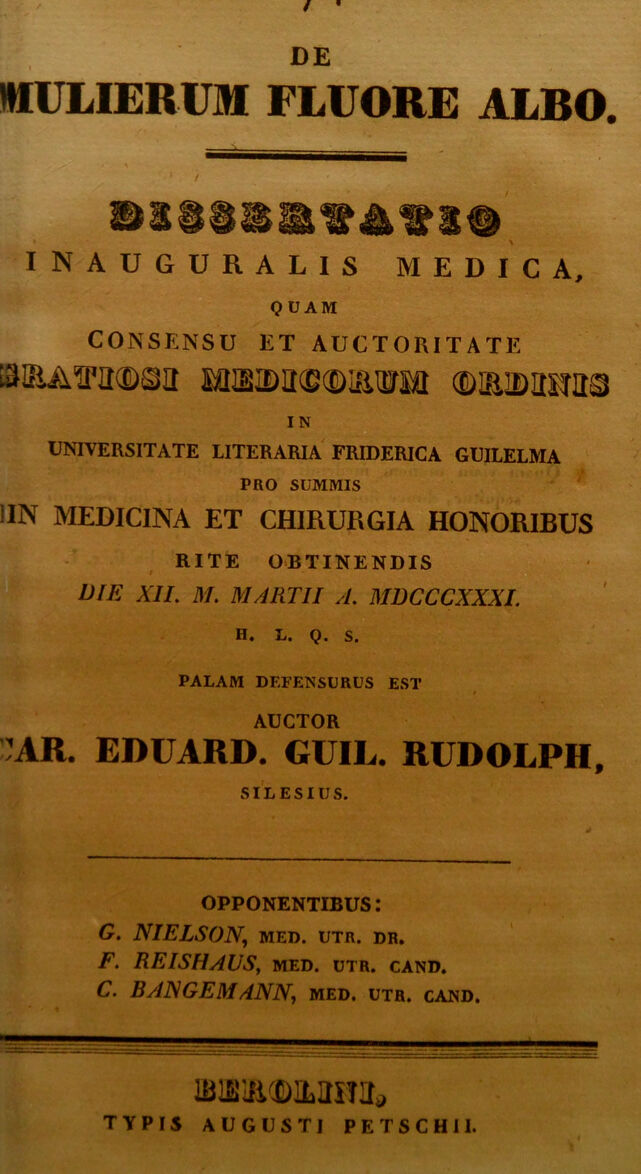 DE
MULIERUM FLUORE ALBO.
DISSERTATIO
INAUGURALIS MEDICA,
QUAM
CONSENSU ET AUCTORITATE
GRATIOSI MEDICORUM ORDINIS
IN
UNIVERSITATE LITERARIA FRIDERICA GUILELMA
PRO SUMMIS
IN MEDICINA ET CHIRURGIA HONORIBUS
RITE OBTINENDIS
DIE XII. M. MARTII A. MDCCCXXXI.
H. L. Q. S.
PALAM DEFENSURUS EST
AUCTOR
CAR. EDUARD. GUIL. RUDOLPH,
SILESIUS.
OPPONENTIBUS:
G. NIELSON, MED. UTR. DR.
F. REISHAUS, MED. UTR. CAND.
C. BANGEMANN, MED. UTR. CAND.
BEROLINI,
TYPIS AUGUSTI PETSCHII.